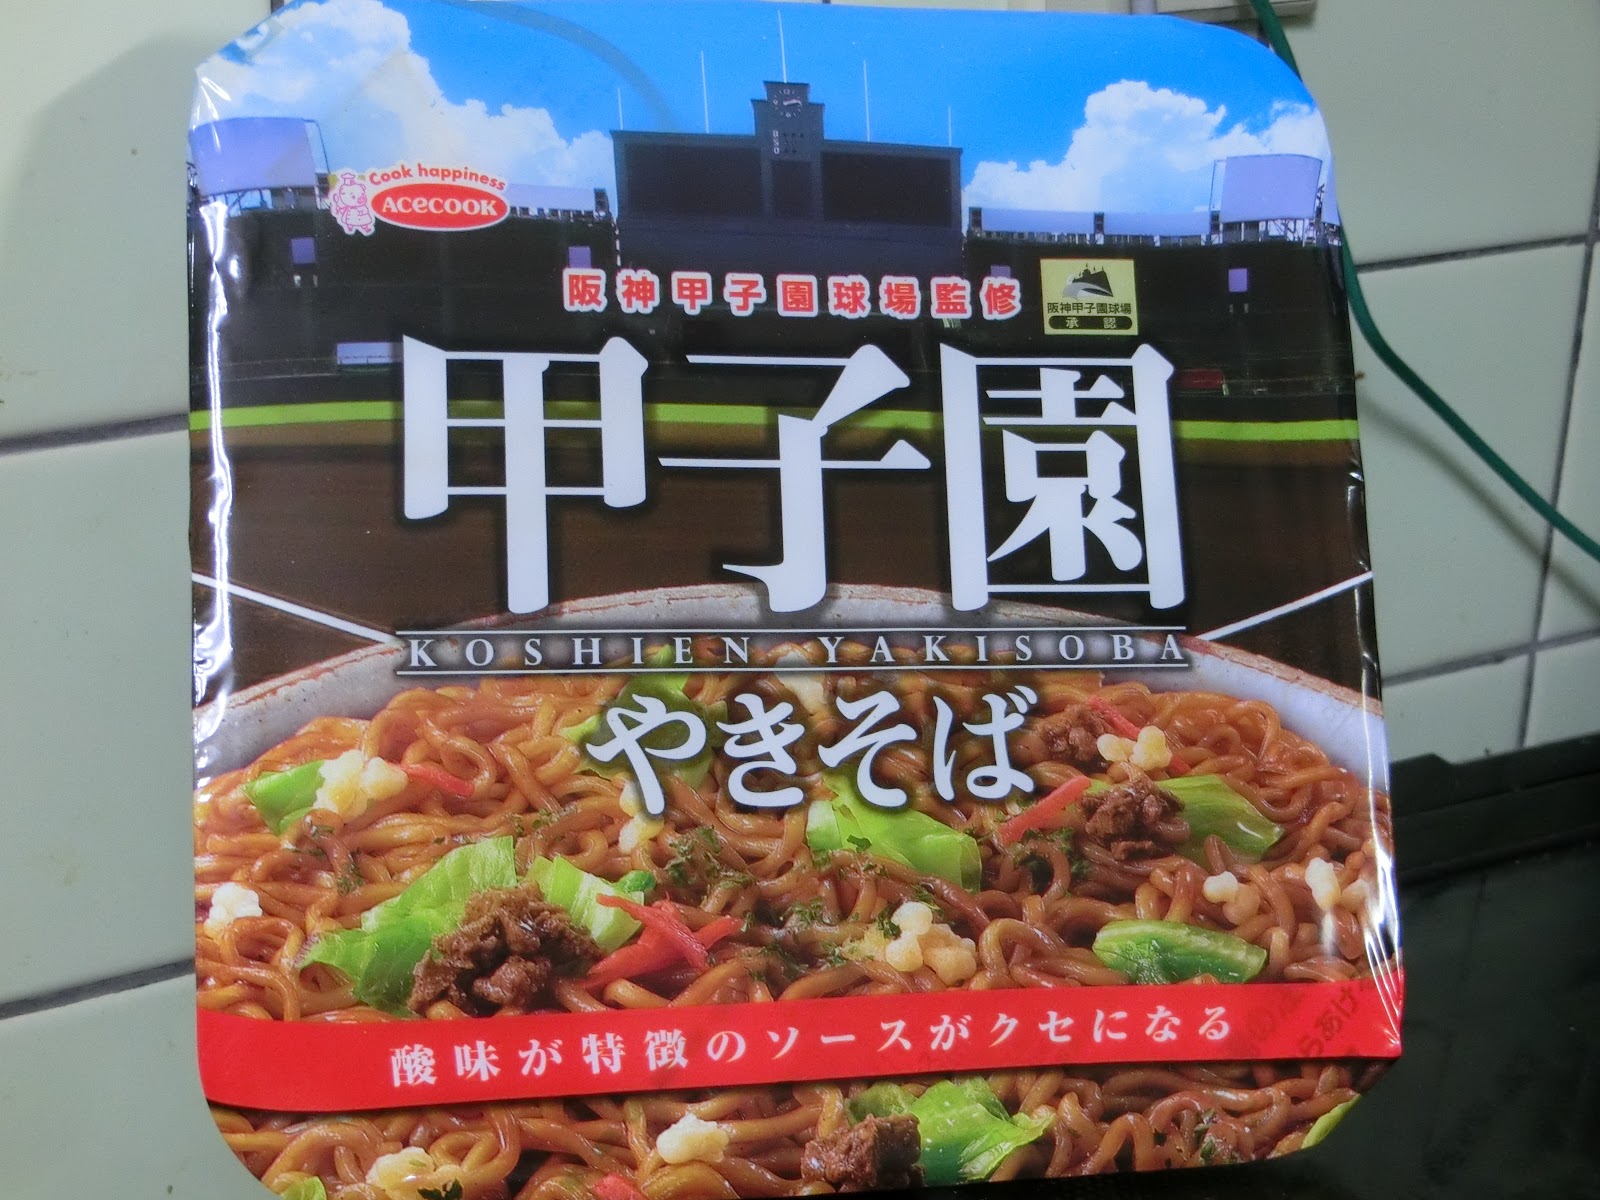 Cook happiness
ACECOOK
阪神甲子園球場監修
阪神甲子園球場
承認
甲子園
KOSHIEN YAKISOBA
やきそば
酸味が特徴のソースがクセになる